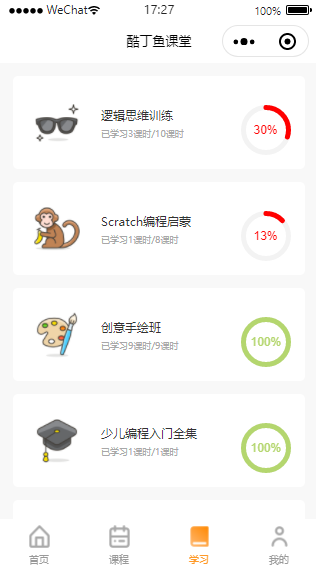 ●●●●● WeChat 17:27 100%
酷丁鱼课堂
逻辑思维训练
已学习3课时/10课时
30%
Scratch编程启蒙
已学习1课时/8课时
13%
创意手绘班
已学习9课时/9课时
100%
少儿编程入门全集
已学习1课时/1课时
100%
首页 课程 学习 我的